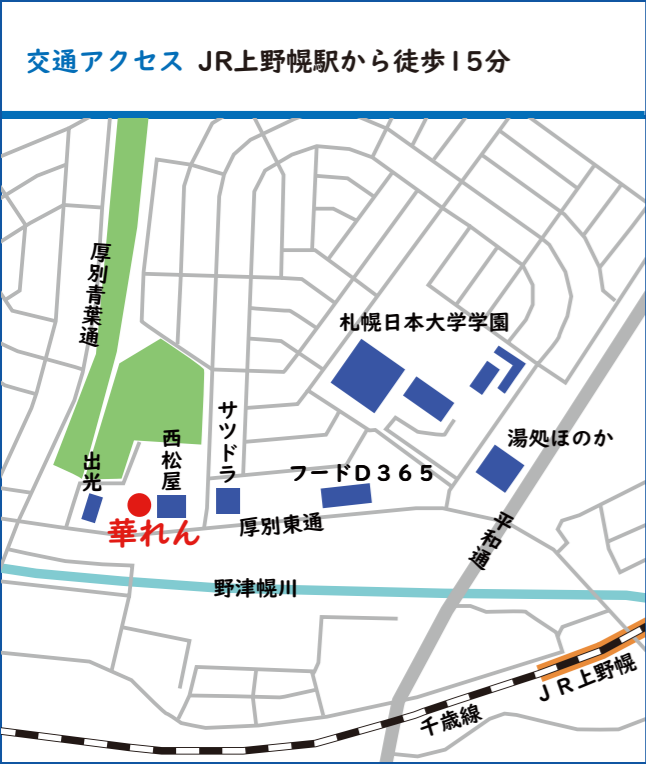 交通アクセス JR上野幌駅から徒歩15分
厚別青葉通
札幌日本大学学園
サツドラ
西松屋
出光
湯処ほのか
フードD365
華れん
厚別東通
平和通
野津幌川
JR上野幌
千歳線